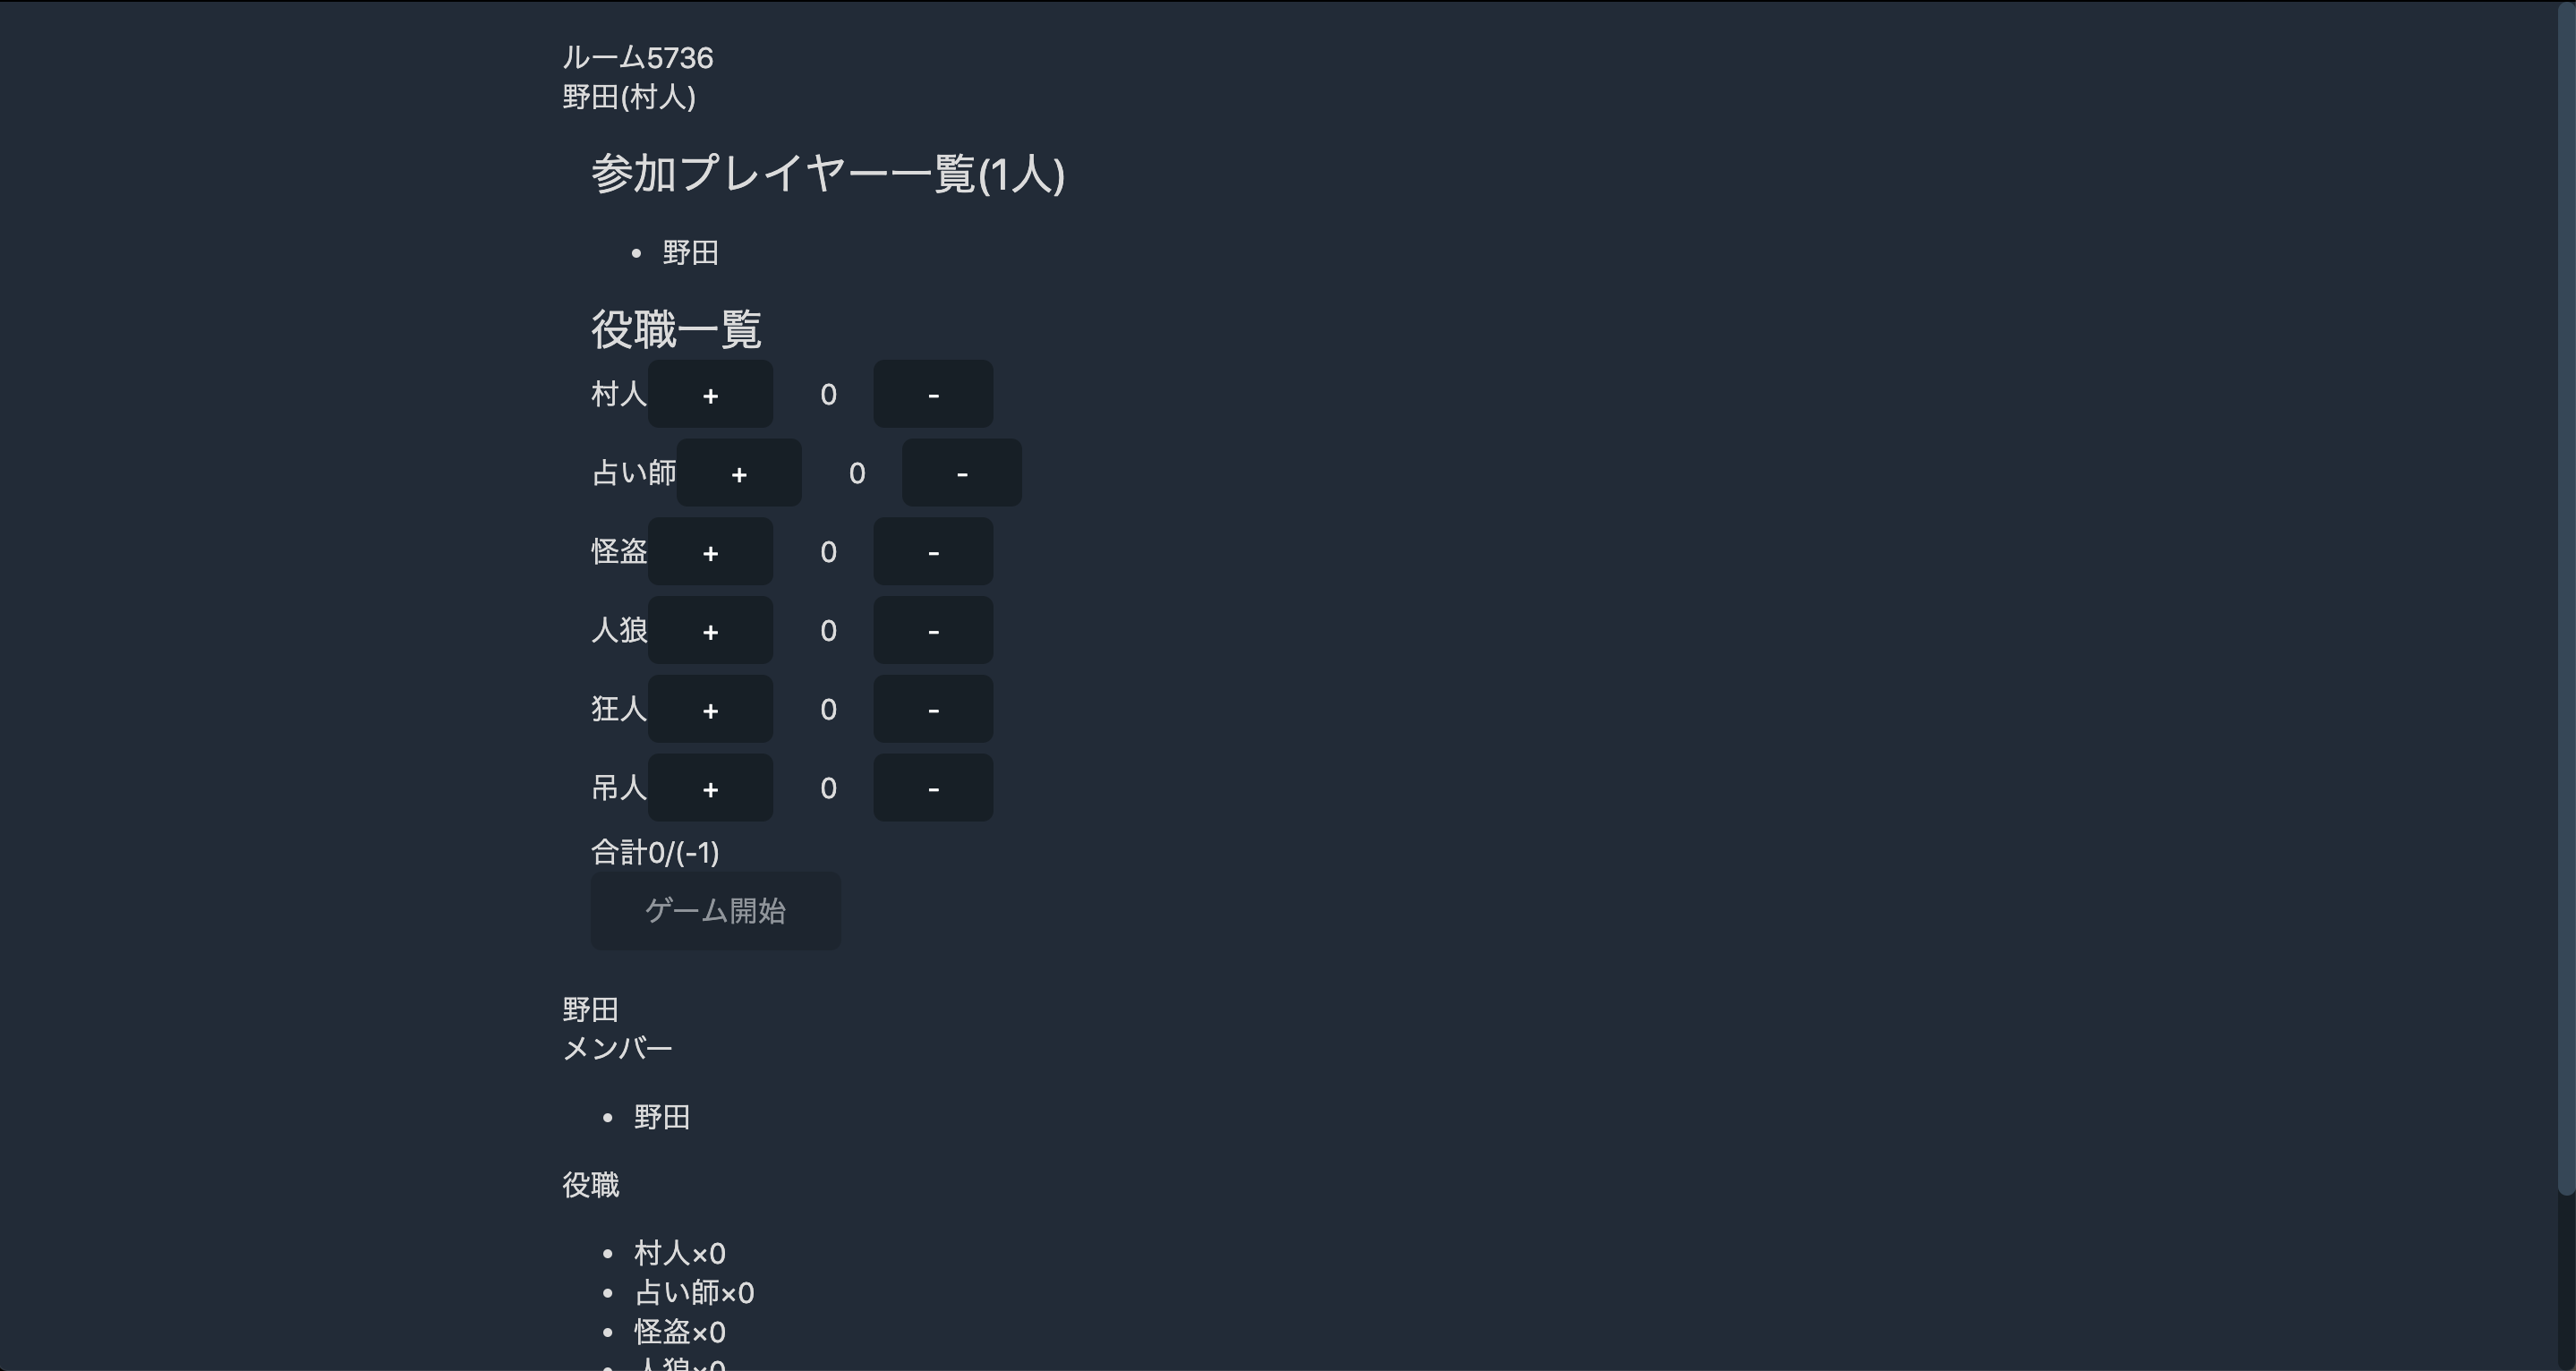 ルーム5736
野田(村人)
参加プレイヤー一覧(1人)
• 野田
役職一覧
村人 + 0 -
占い師 + 0 -
怪盗 + 0 -
人狼 + 0 -
狂人 + 0 -
吊人 + 0 -
合計0/(-1)
ゲーム開始
野田
メンバー
• 野田
役職
• 村人×0
• 占い師×0
• 怪盗×0
• 人狼×0